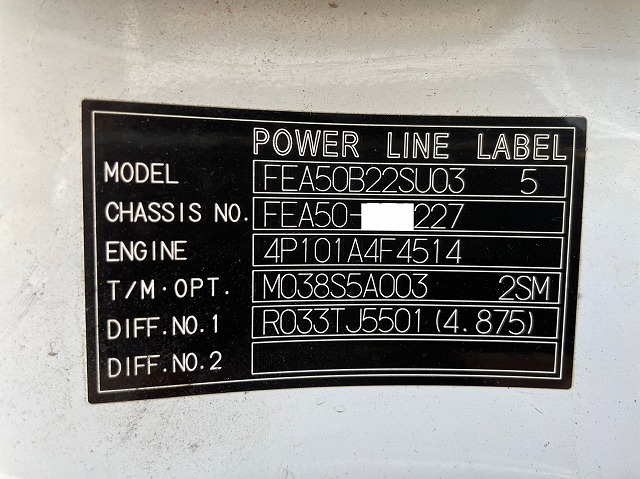 POWER LINE LABEL
MODEL FEA50B22SU03 5
CHASSIS NO. FEA50- 227
ENGINE 4P101A4F4514
T/M·OPT. M038S5A003 2SM
DIFF.NO.1 R033TJ5501(4.875)
DIFF.NO.2